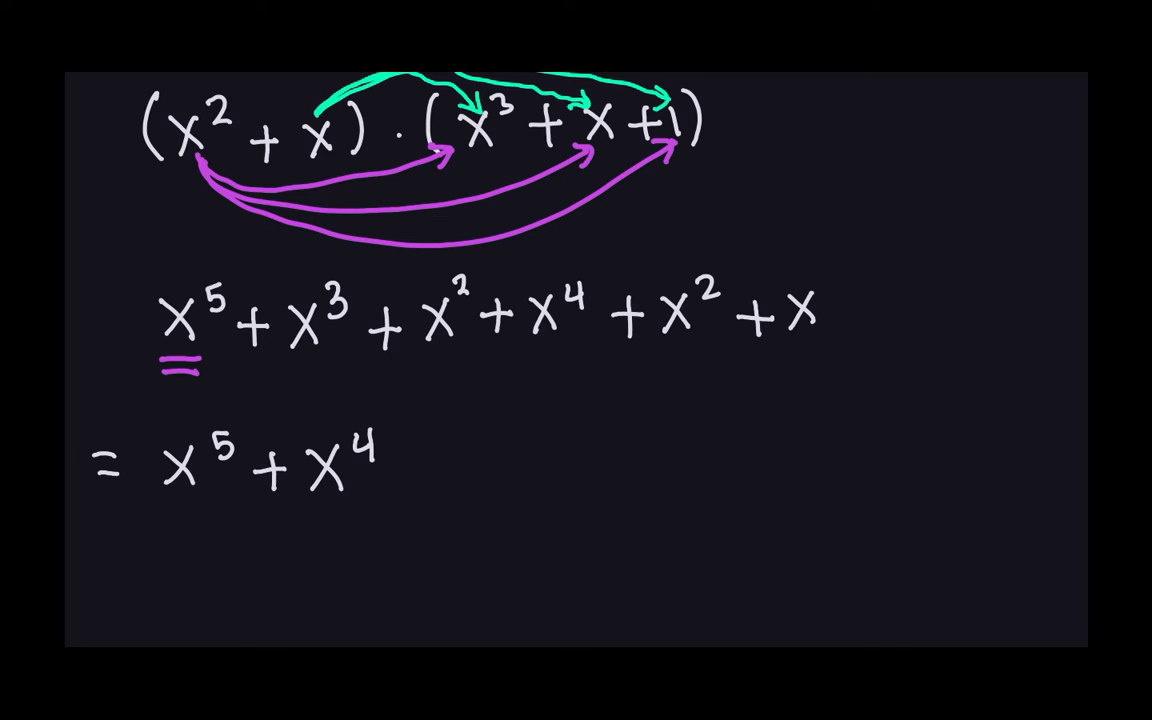 (x² + x) · (x³ + x + 1)
x⁵ + x³ + x² + x⁴ + x² + x
= x⁵ + x⁴